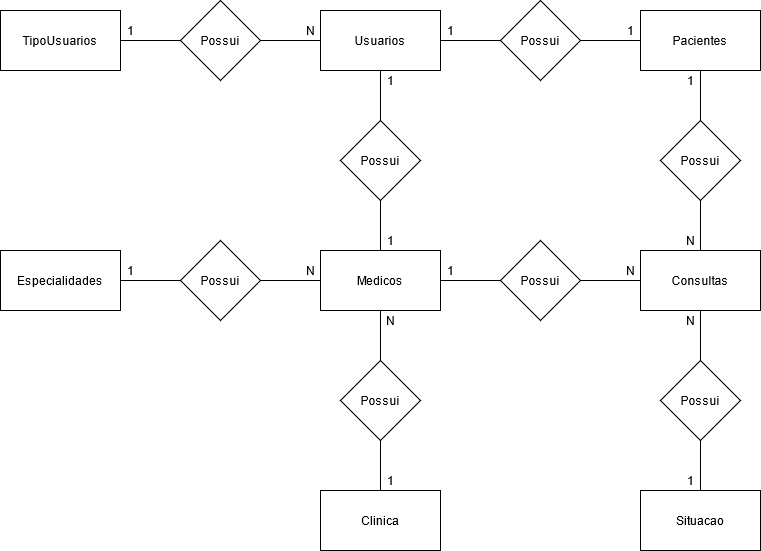 TipoUsuarios 1 Possui N Usuarios 1 Possui 1 Pacientes
1 1
Possui Possui
1 N
Especialidades 1 Possui N Medicos 1 Possui N Consultas
N N
Possui Possui
1 1
Clinica Situacao